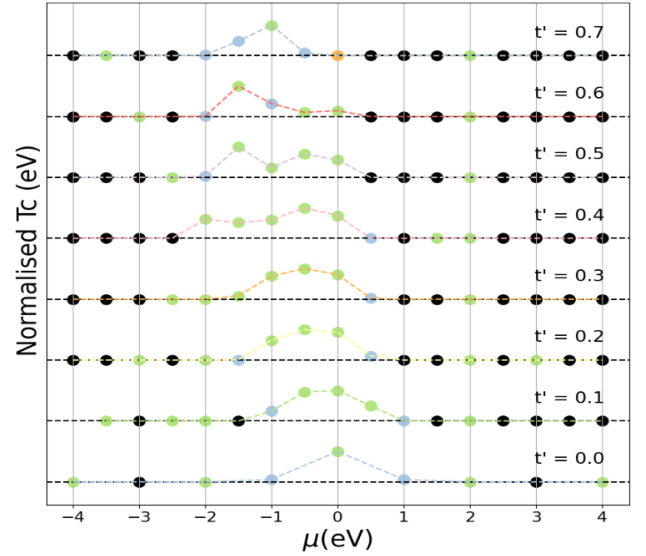 Normalised Tc (eV)
t' = 0.7
t' = 0.6
t' = 0.5
t' = 0.4
t' = 0.3
t' = 0.2
t' = 0.1
t' = 0.0
−4 −3 −2 −1 0 1 2 3 4
μ(eV)